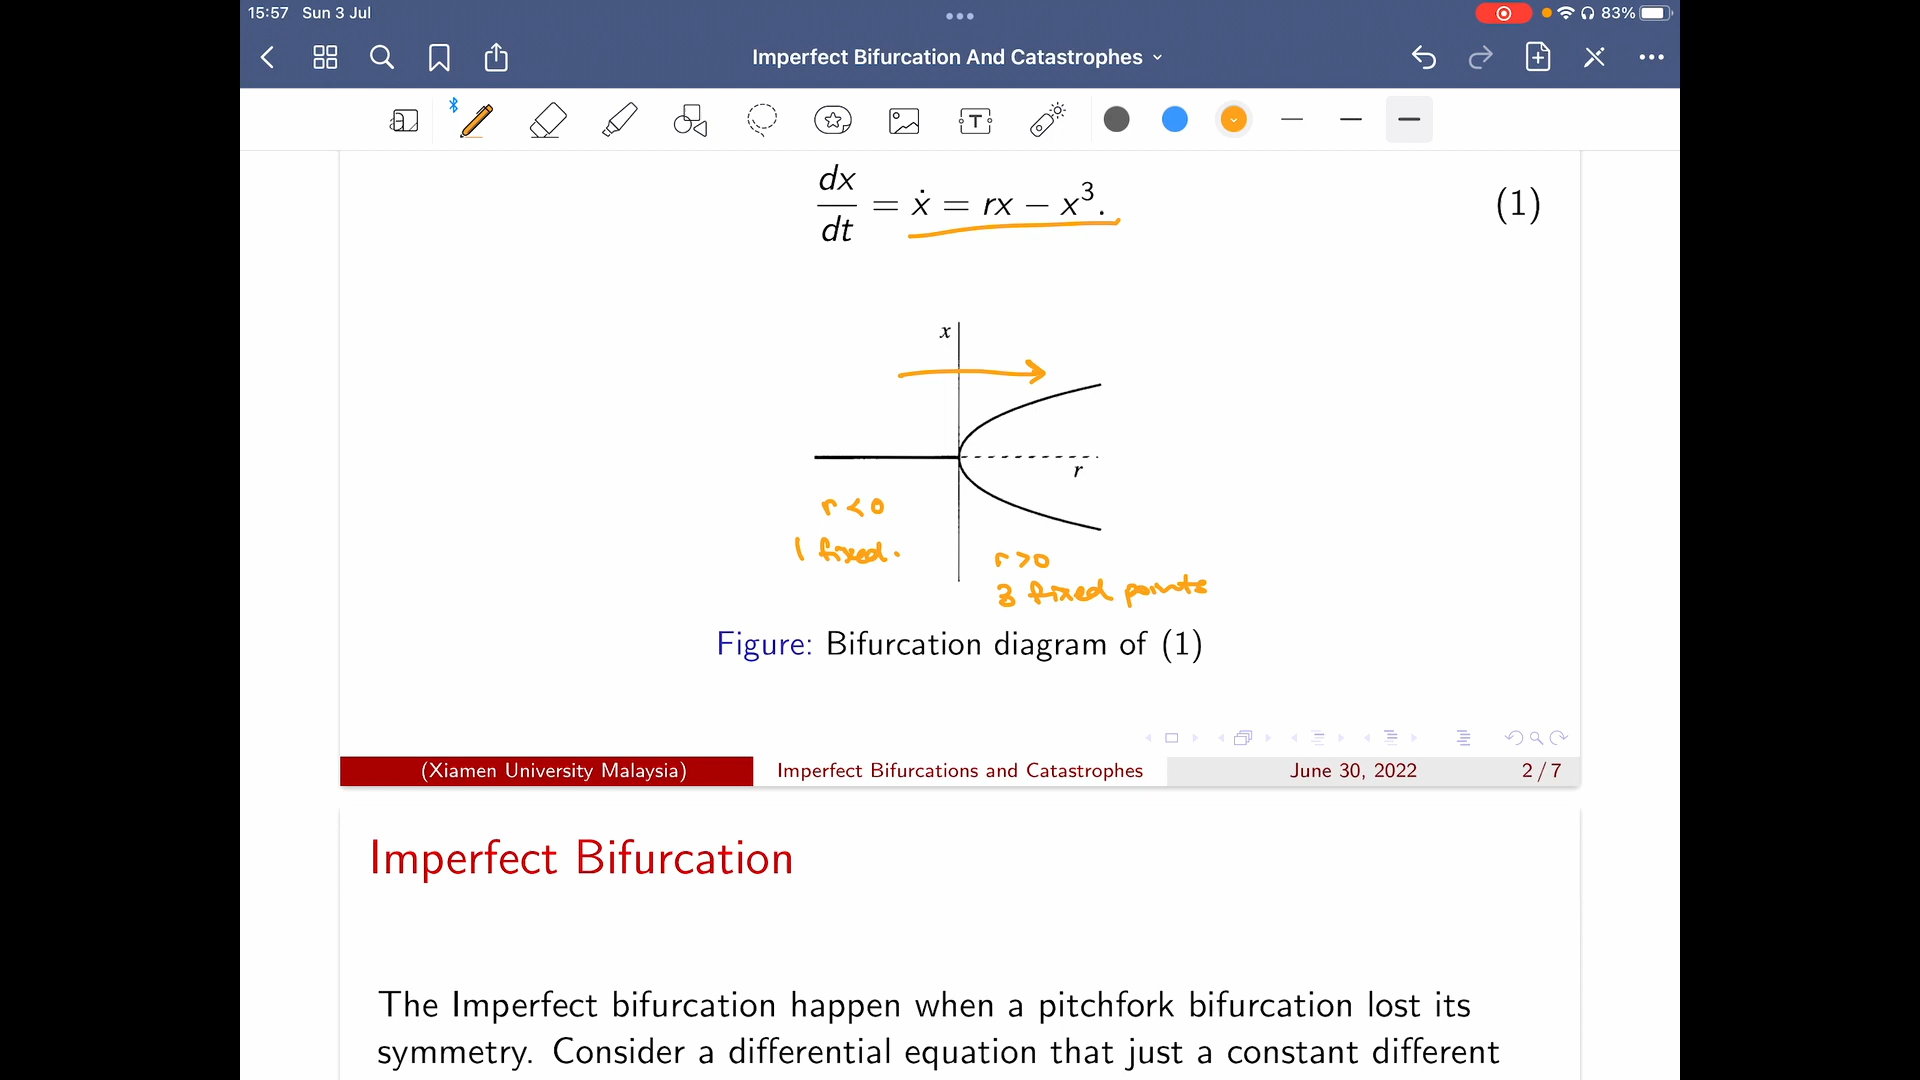 15:57 Sun 3 Jul
83%
Imperfect Bifurcation And Catastrophes
a
T
dx/dt = ẋ = rx − x³. (1)
x
r
r < 0
1 fixed.
r > 0
3 fixed points
Figure: Bifurcation diagram of (1)
(Xiamen University Malaysia) Imperfect Bifurcations and Catastrophes June 30, 2022 2 / 7
Imperfect Bifurcation
The Imperfect bifurcation happen when a pitchfork bifurcation lost its
symmetry. Consider a differential equation that just a constant different